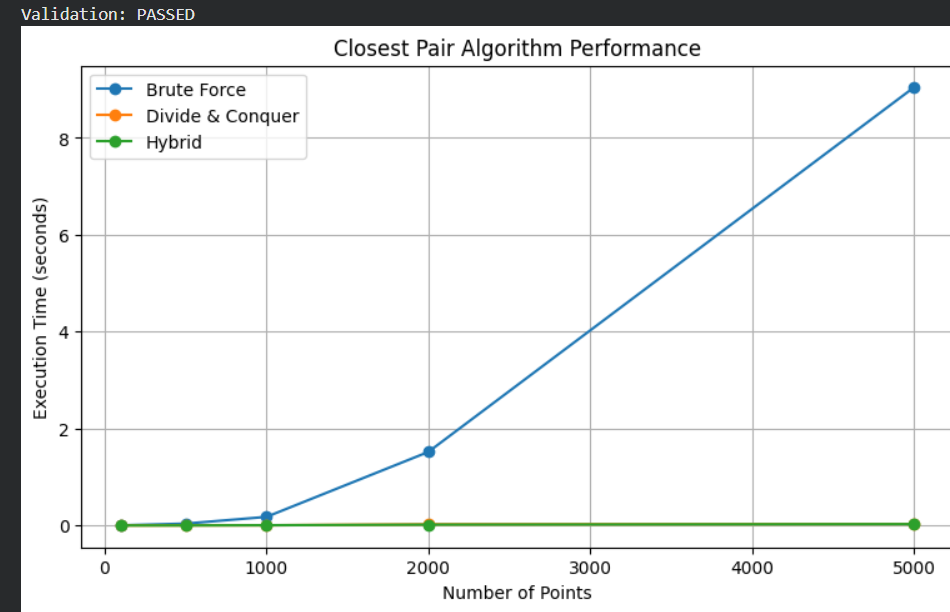 Validation: PASSED
Closest Pair Algorithm Performance
Brute Force
Divide & Conquer
Hybrid
Execution Time (seconds)
8
6
4
2
0
0 1000 2000 3000 4000 5000
Number of Points